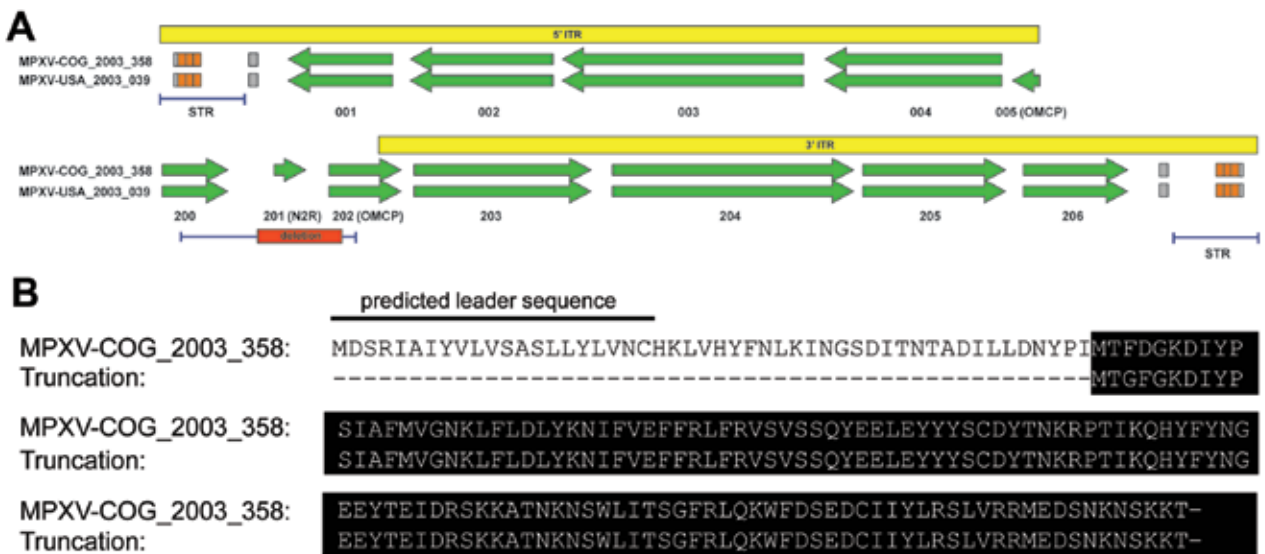 A
5' ITR
MPXV-COG_2003_358
MPXV-USA_2003_039
STR 001 002 003 004 005 (OMCP)
3' ITR
MPXV-COG_2003_358
MPXV-USA_2003_039
200 201 (N2R) 202 (OMCP) 203 204 205 206
deletion
STR
B
predicted leader sequence
MPXV-COG_2003_358: MDSRIAIYVLVSASLLYLVNCHKLVHYFNLKINGSDITNTADILLDNYPIMTFDGKDIYP
Truncation: --------------------------------------------------MTGFGKDIYP
MPXV-COG_2003_358: SIAFMVGNKLFLDLYKNIFVEFFRLFRVSVSSQYEELEYYYSCDYTNKRPTIKQHYFYNG
Truncation: SIAFMVGNKLFLDLYKNIFVEFFRLFRVSVSSQYEELEYYYSCDYTNKRPTIKQHYFYNG
MPXV-COG_2003_358: EEYTEIDRSKKATNKNSWLITSGFRLQKWFDSEDCIIYLRSLVRRMEDSNKNSKKT-
Truncation: EEYTEIDRSKKATNKNSWLITSGFRLQKWFDSEDCIIYLRSLVRRMEDSNKNSKKT-